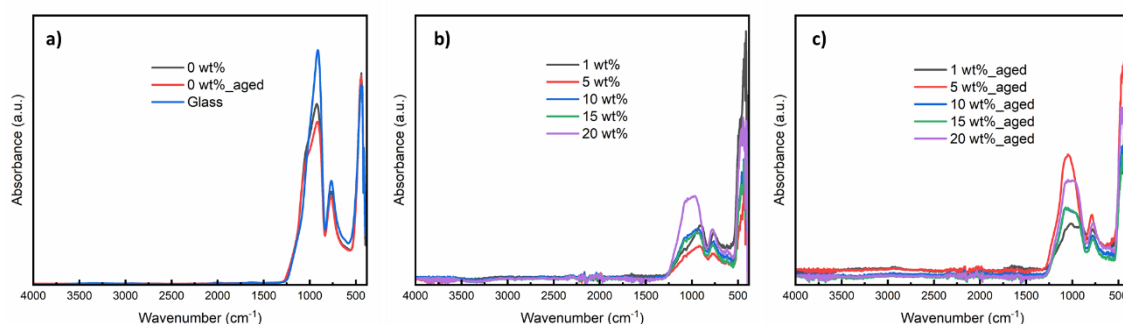 a)
0 wt%
0 wt%_aged
Glass
Absorbance (a.u.)
4000 3500 3000 2500 2000 1500 1000 500
Wavenumber (cm⁻¹)
b)
1 wt%
5 wt%
10 wt%
15 wt%
20 wt%
Absorbance (a.u.)
4000 3500 3000 2500 2000 1500 1000 500
Wavenumber (cm⁻¹)
c)
1 wt%_aged
5 wt%_aged
10 wt%_aged
15 wt%_aged
20 wt%_aged
Absorbance (a.u.)
4000 3500 3000 2500 2000 1500 1000 500
Wavenumber (cm⁻¹)